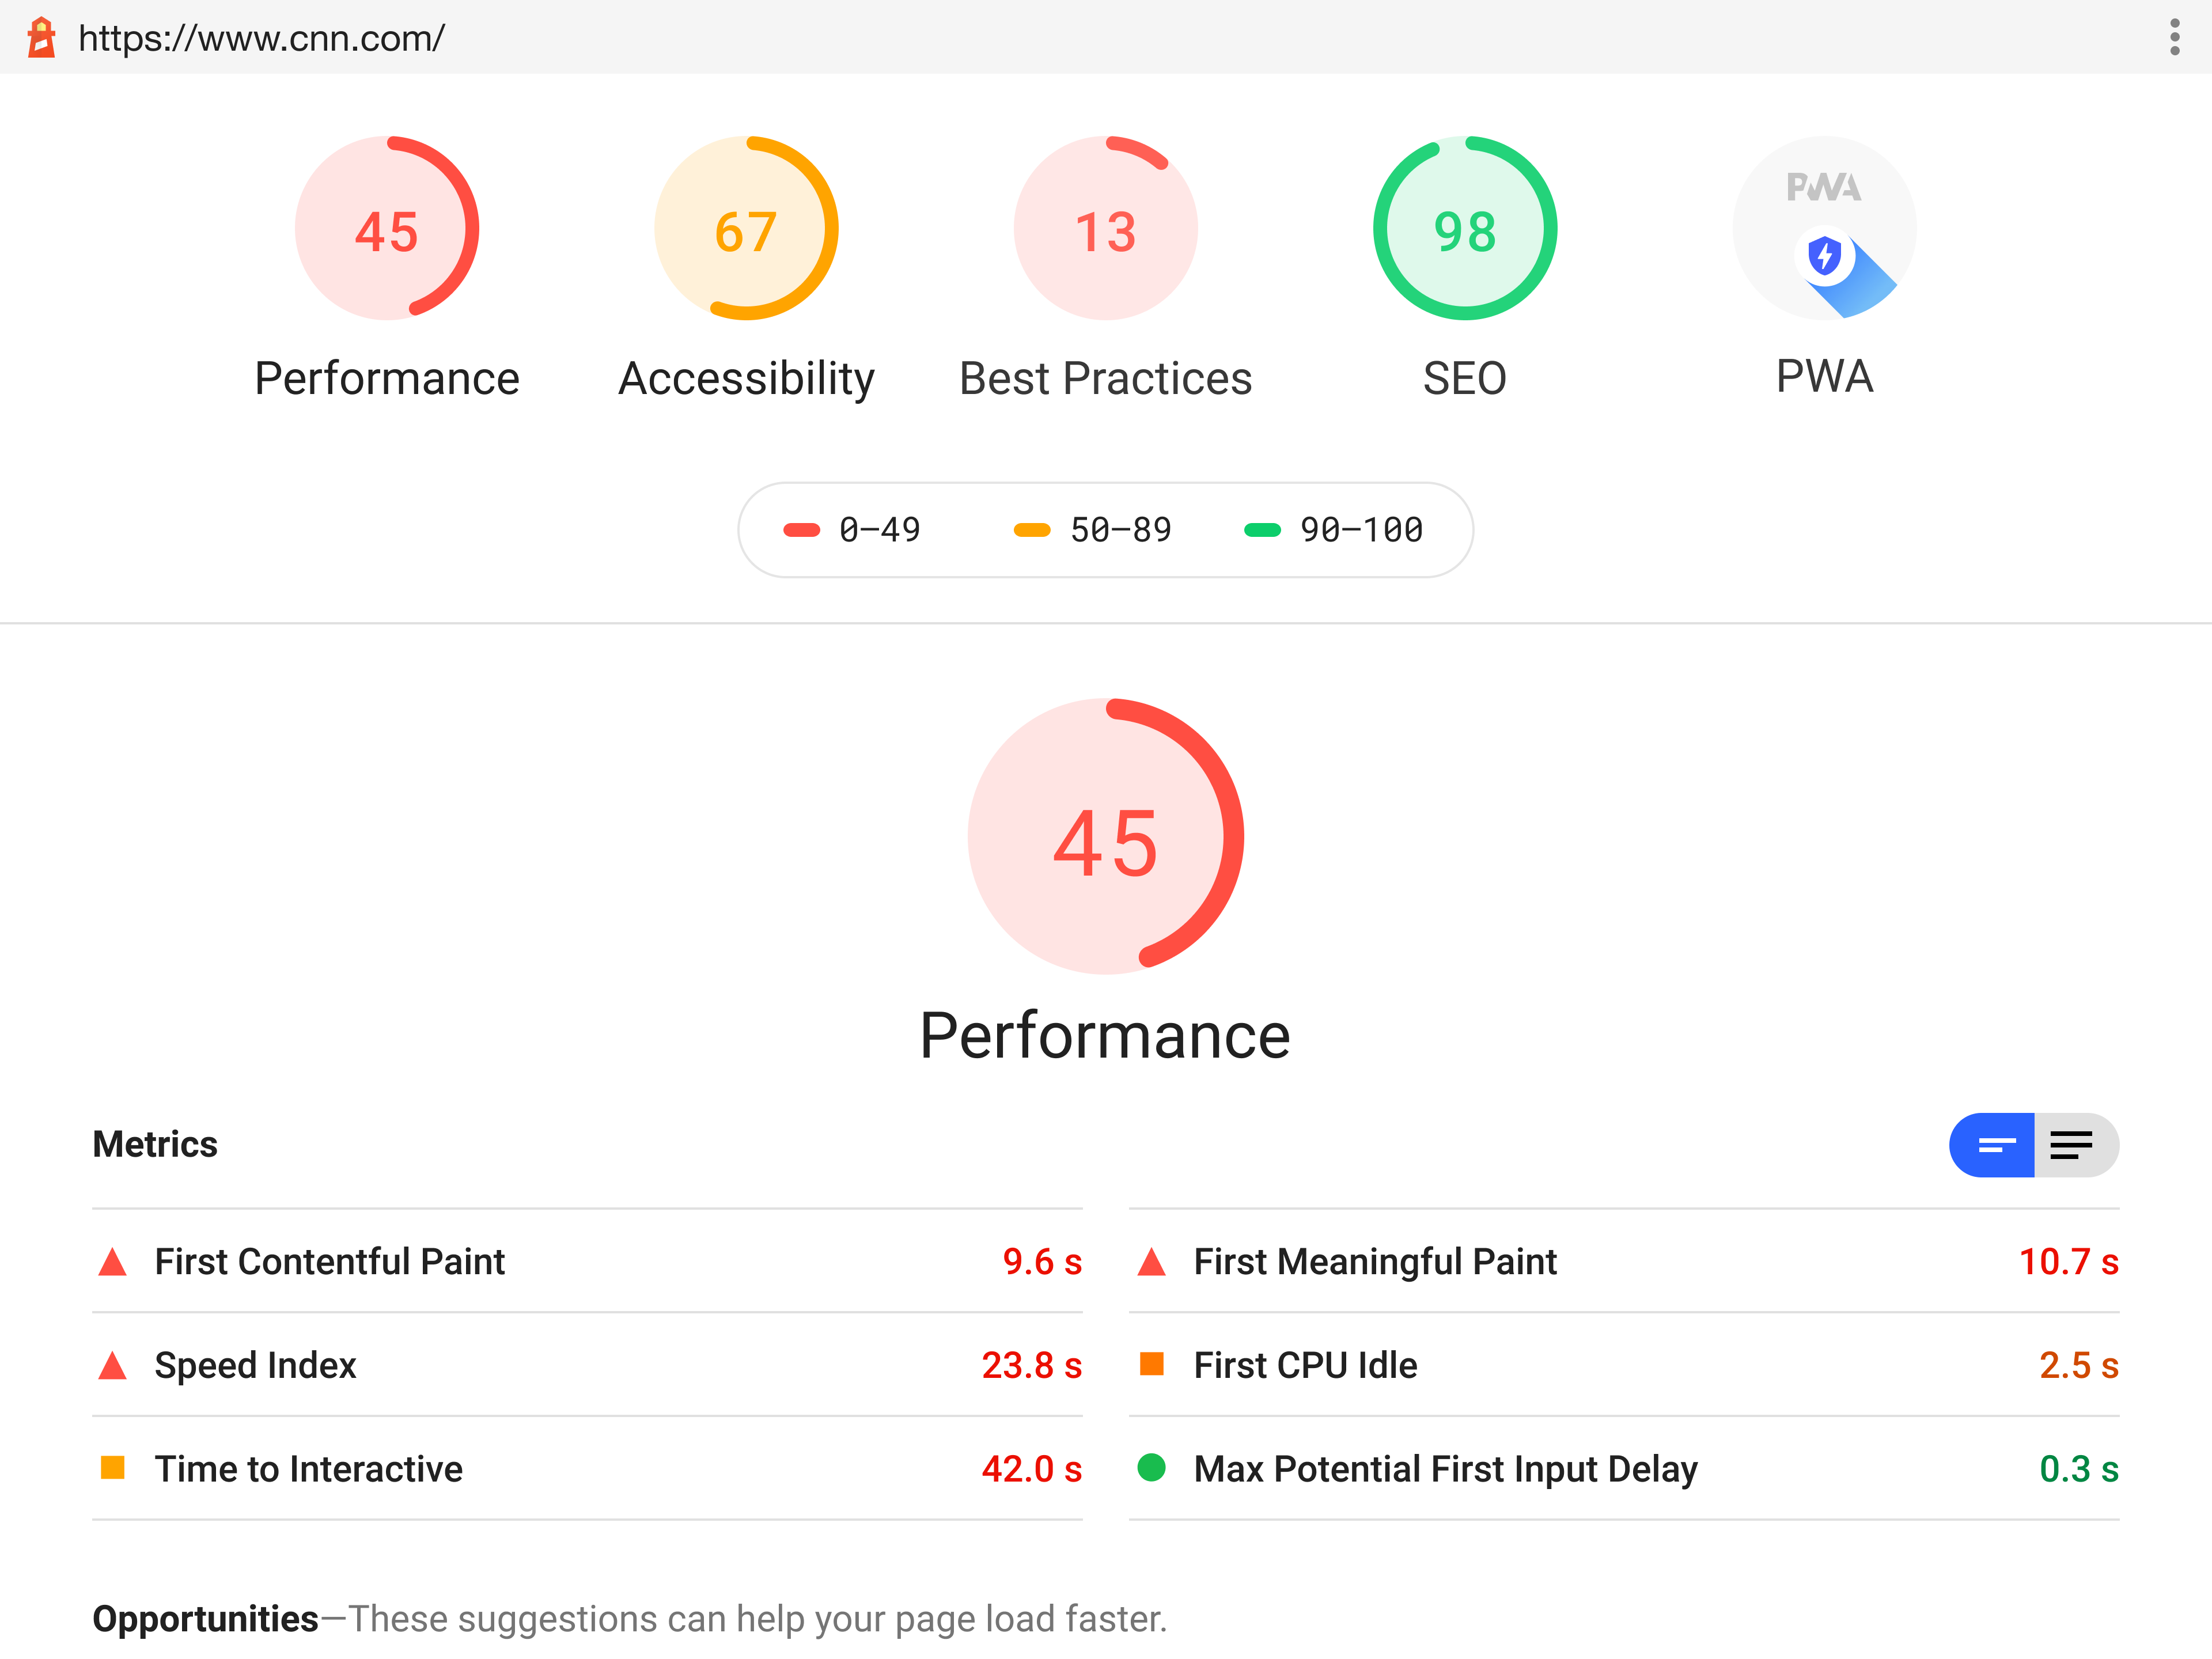 https://www.cnn.com/
45 67 13 98 PWA
Performance Accessibility Best Practices SEO PWA
0–49 50–89 90–100
45
Performance
Metrics
First Contentful Paint 9.6 s First Meaningful Paint 10.7 s
Speed Index 23.8 s First CPU Idle 2.5 s
Time to Interactive 42.0 s Max Potential First Input Delay 0.3 s
Opportunities—These suggestions can help your page load faster.